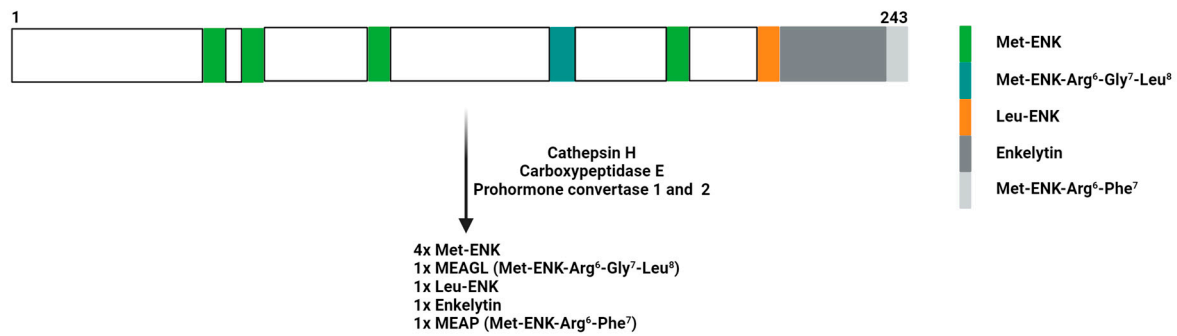 1 243
Met-ENK
Met-ENK-Arg⁶-Gly⁷-Leu⁸
Leu-ENK
Enkelytin
Met-ENK-Arg⁶-Phe⁷
Cathepsin H
Carboxypeptidase E
Prohormone convertase 1 and 2
4x Met-ENK
1x MEAGL (Met-ENK-Arg⁶-Gly⁷-Leu⁸)
1x Leu-ENK
1x Enkelytin
1x MEAP (Met-ENK-Arg⁶-Phe⁷)